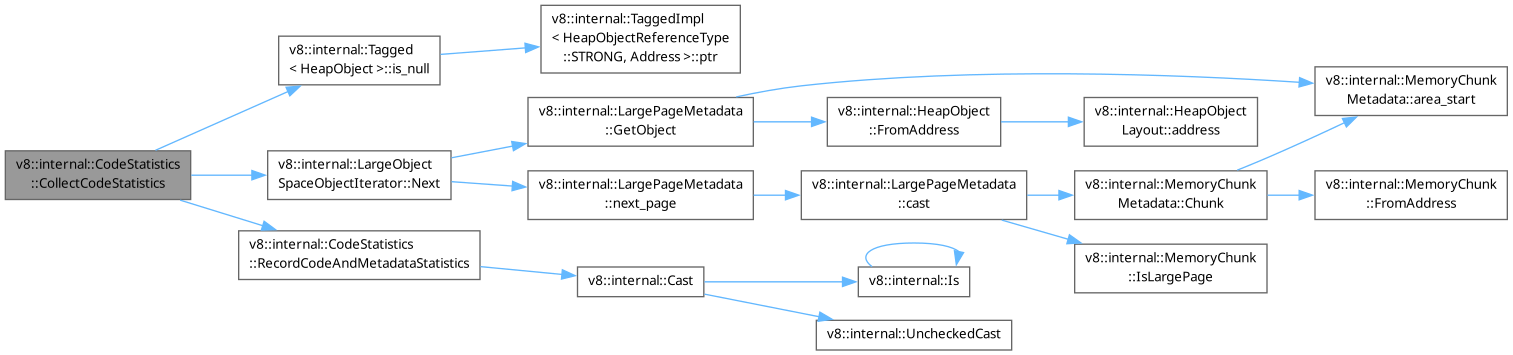 v8::internal::CodeStatistics
::CollectCodeStatistics
v8::internal::Tagged
< HeapObject >::is_null
v8::internal::TaggedImpl
< HeapObjectReferenceType
::STRONG, Address >::ptr
v8::internal::LargeObject
SpaceObjectIterator::Next
v8::internal::LargePageMetadata
::GetObject
v8::internal::HeapObject
::FromAddress
v8::internal::HeapObject
Layout::address
v8::internal::MemoryChunk
Metadata::area_start
v8::internal::LargePageMetadata
::next_page
v8::internal::LargePageMetadata
::cast
v8::internal::MemoryChunk
Metadata::Chunk
v8::internal::MemoryChunk
::FromAddress
v8::internal::MemoryChunk
::IsLargePage
v8::internal::CodeStatistics
::RecordCodeAndMetadataStatistics
v8::internal::Cast
v8::internal::Is
v8::internal::UncheckedCast